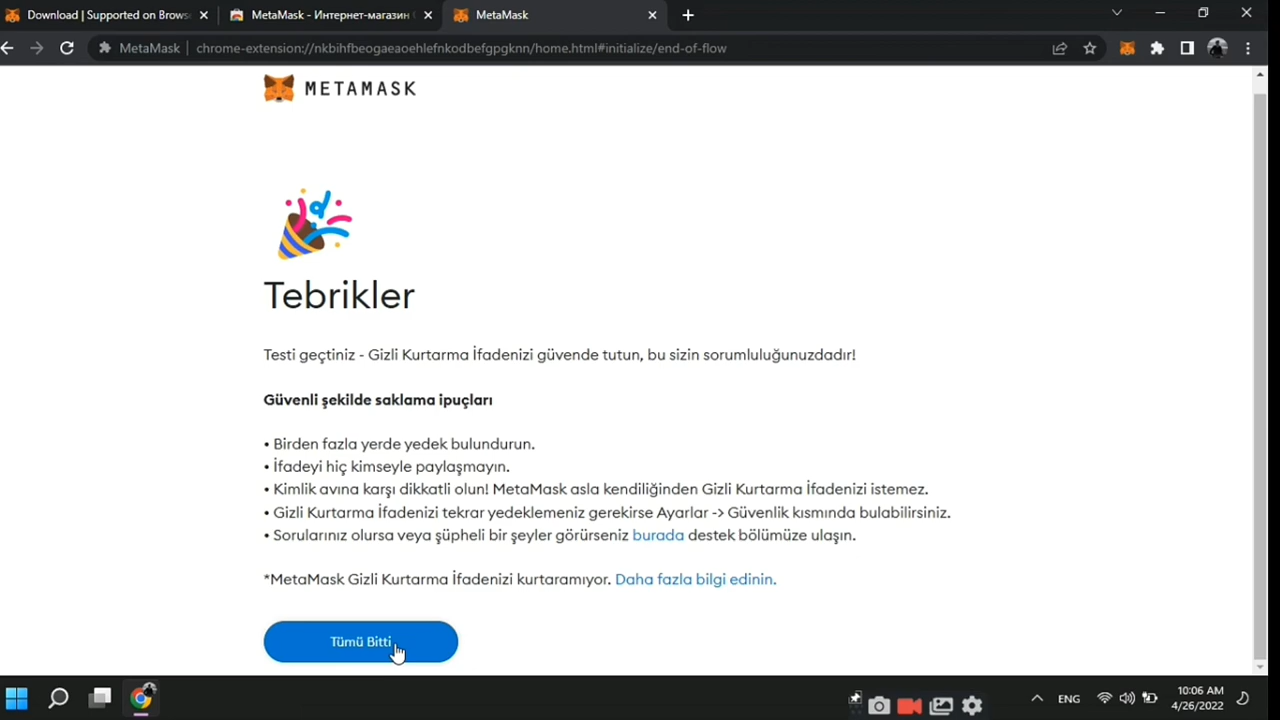 Download | Supported on Brows
MetaMask - Интернет-магазин
MetaMask
MetaMask
chrome-extension://nkbihfbeogaeaoehlefnkodbefgpgknn/home.html#initialize/end-of-flow
METAMASK
Tebrikler
Testi geçtiniz - Gizli Kurtarma İfadenizi güvende tutun, bu sizin sorumluluğunuzdadır!
Güvenli şekilde saklama ipuçları
• Birden fazla yerde yedek bulundurun.
• İfadeyi hiç kimseyle paylaşmayın.
• Kimlik avına karşı dikkatli olun! MetaMask asla kendiliğinden Gizli Kurtarma İfadenizi istemez.
• Gizli Kurtarma İfadenizi tekrar yedeklemeniz gerekirse Ayarlar -> Güvenlik kısmında bulabilirsiniz.
• Sorularınız olursa veya şüpheli bir şeyler görürseniz burada destek bölümüze ulaşın.
*MetaMask Gizli Kurtarma İfadenizi kurtaramıyor. Daha fazla bilgi edinin.
Tümü Bitti
ENG
10:06 AM
4/26/2022